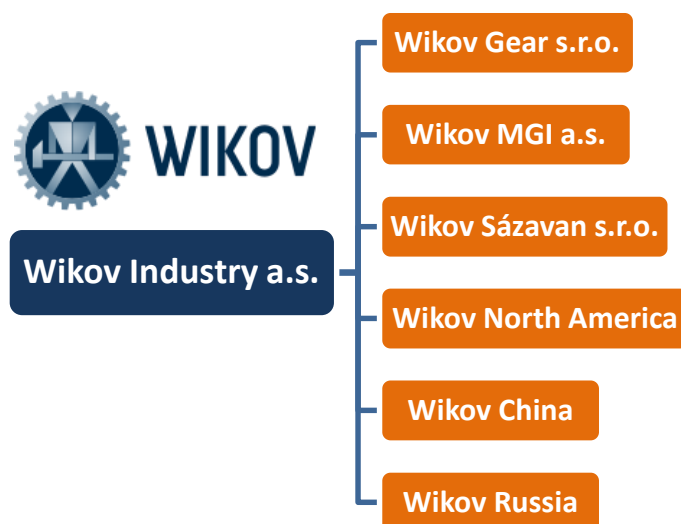 WIKOV
Wikov Industry a.s.
Wikov Gear s.r.o.
Wikov MGI a.s.
Wikov Sázavan s.r.o.
Wikov North America
Wikov China
Wikov Russia